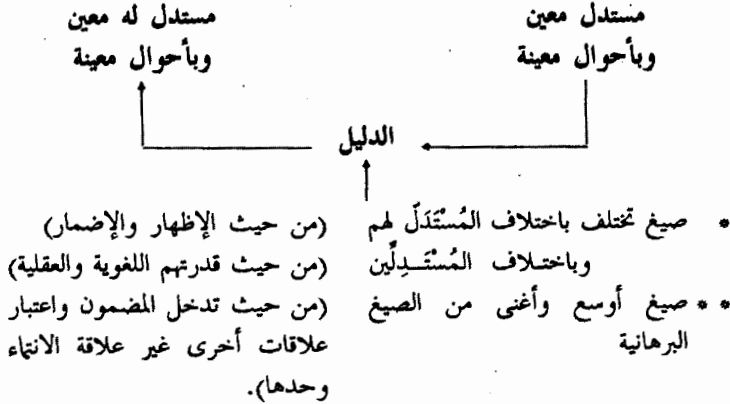 مستدل معين
وبأحوال معينة
مستدل له معين
وبأحوال معينة
الدليل
* صيغ تختلف باختلاف المُسْتَدَلّ لهم
وباختلاف المُسْتَدِلِّين
** صيغ أوسع وأغنى من الصيغ
البرهانية
(من حيث الإظهار والإضمار)
(من حيث قدرتهم اللغوية والعقلية)
(من حيث تدخل المضمون واعتبار
علاقات أخرى غير علاقة الانتماء
وحدها).